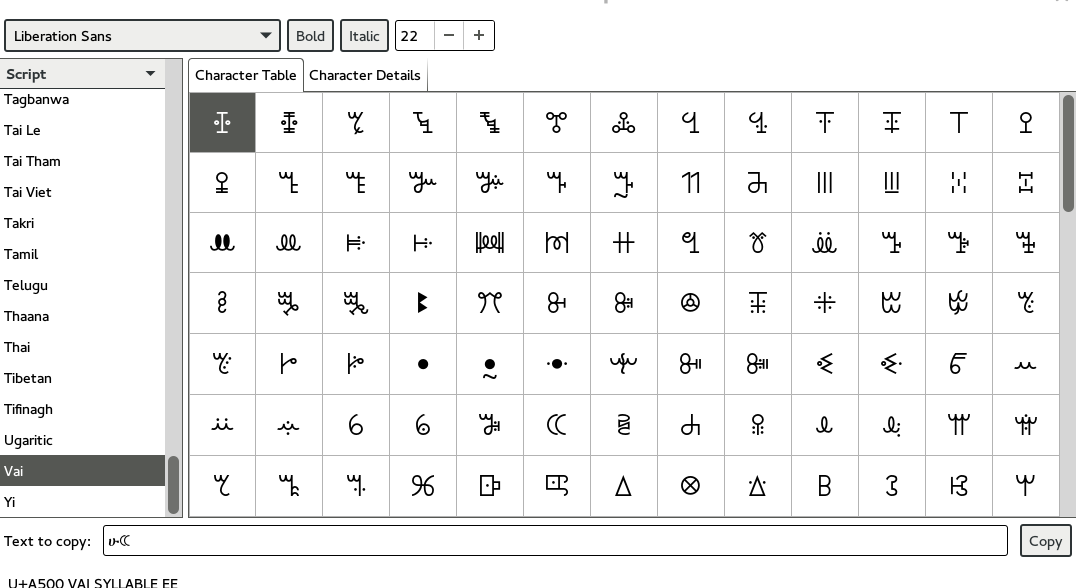 Liberation Sans Bold Italic 22 − +
Script
Tagbanwa
Tai Le
Tai Tham
Tai Viet
Takri
Tamil
Telugu
Thaana
Thai
Tibetan
Tifinagh
Ugaritic
Vai
Yi
Character Table Character Details
ꔀ ꔁ ꔂ ꔃ ꔄ ꔅ ꔆ ꔇ ꔈ ꔉ ꔊ ꔋ ꔌ
ꔍ ꔎ ꔏ ꔐ ꔑ ꔒ ꔓ ꔔ ꔕ ꔖ ꔗ ꔘ ꔙ
ꔚ ꔛ ꔜ ꔝ ꔞ ꔟ ꔠ ꔡ ꔢ ꔣ ꔤ ꔥ ꔦ
ꔧ ꔨ ꔩ ꔪ ꔫ ꔬ ꔭ ꔮ ꔯ ꔰ ꔱ ꔲ ꔳ
ꔴ ꔵ ꔶ ꔷ ꔸ ꔹ ꔺ ꔻ ꔼ ꔽ ꔾ ꔿ ꕀ
ꕁ ꕂ ꕃ ꕄ ꕅ ꕆ ꕇ ꕈ ꕉ ꕊ ꕋ ꕌ ꕍ
ꕎ ꕏ ꕐ ꕑ ꕒ ꕓ ꕔ ꕕ ꕖ ꕗ ꕘ ꕙ ꕚ
Text to copy: Copy
U+A500 VAI SYLLABLE EE